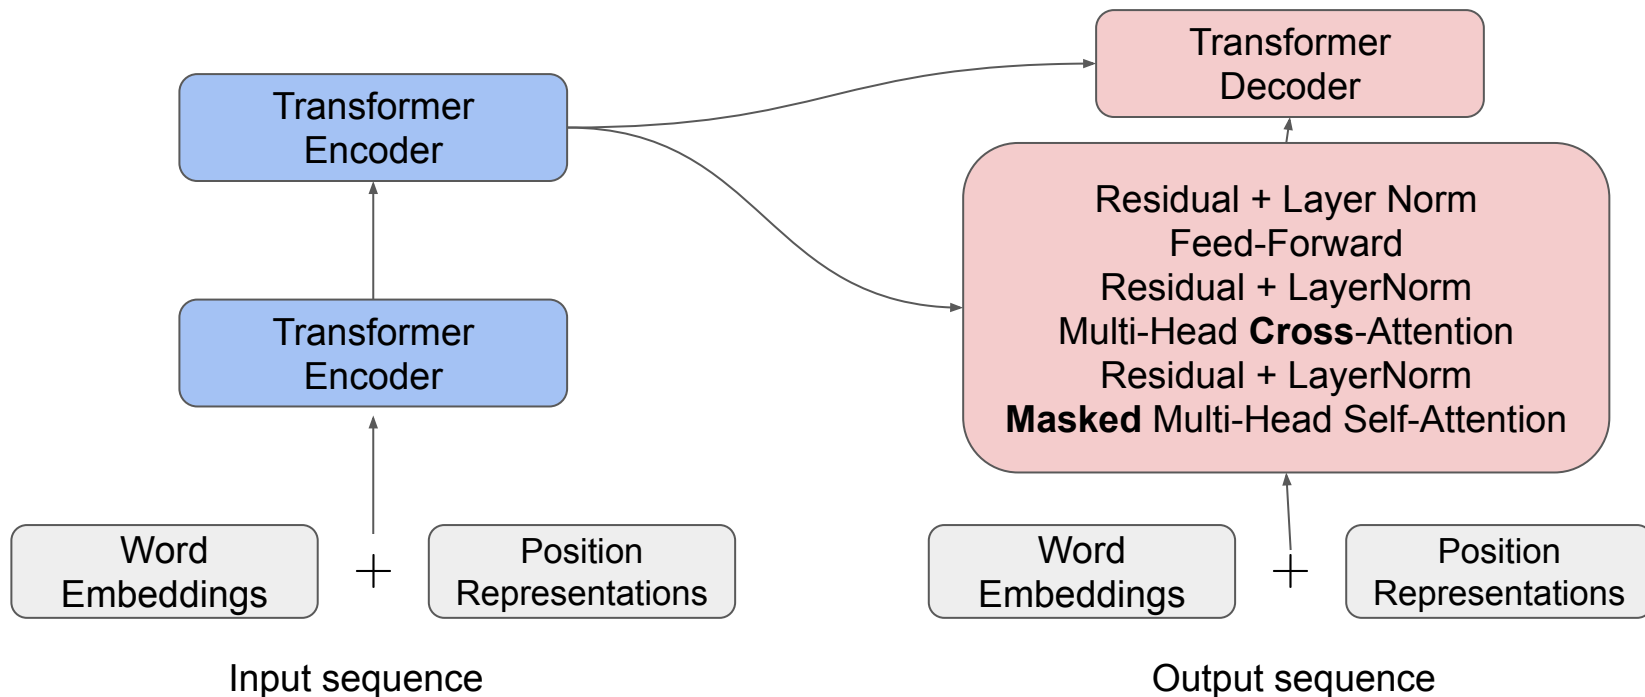 Transformer
Encoder
Transformer
Encoder
Word
Embeddings
+
Position
Representations
Input sequence
Transformer
Decoder
Residual + Layer Norm
Feed-Forward
Residual + LayerNorm
Multi-Head Cross-Attention
Residual + LayerNorm
Masked Multi-Head Self-Attention
Word
Embeddings
+
Position
Representations
Output sequence